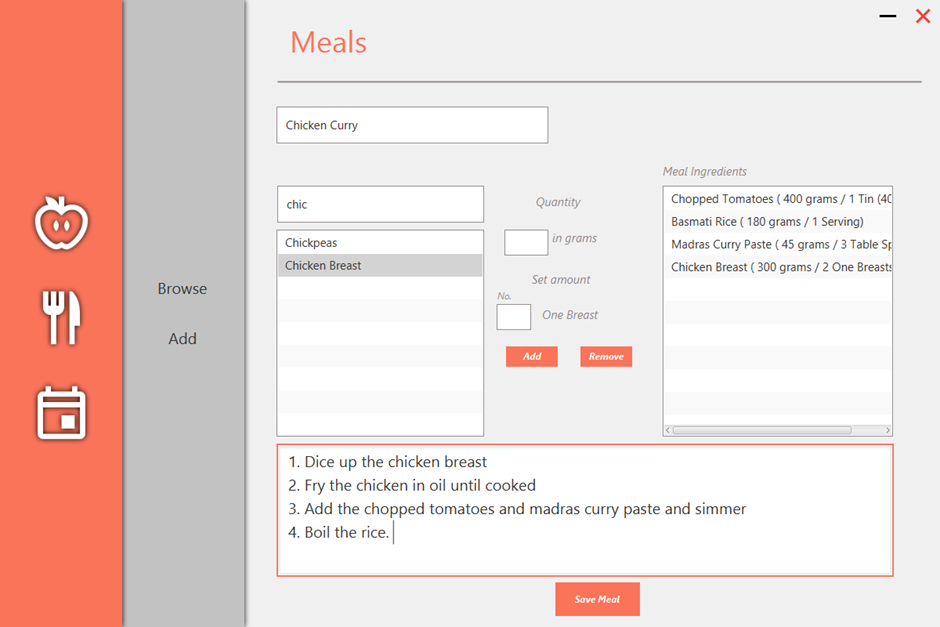 Meals
Chicken Curry
Browse
Add
chic
Chickpeas
Chicken Breast
Quantity
in grams
Set amount
No.
One Breast
Add
Remove
Meal Ingredients
Chopped Tomatoes ( 400 grams / 1 Tin (40
Basmati Rice ( 180 grams / 1 Serving)
Madras Curry Paste ( 45 grams / 3 Table Sp
Chicken Breast ( 300 grams / 2 One Breasts
1. Dice up the chicken breast
2. Fry the chicken in oil until cooked
3. Add the chopped tomatoes and madras curry paste and simmer
4. Boil the rice.
Save Meal